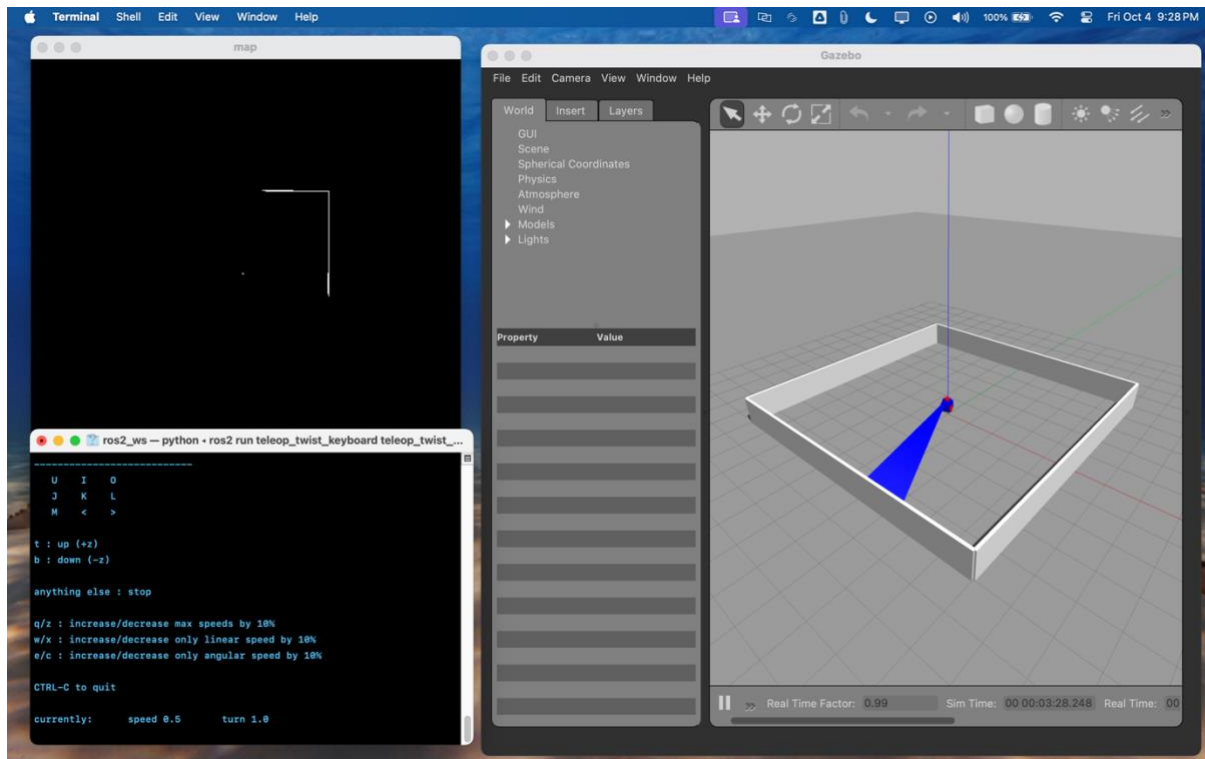 Terminal Shell Edit View Window Help
100% Fri Oct 4 9:28 PM
map
ros2_ws — python • ros2 run teleop_twist_keyboard teleop_twist_...
---------------------------
U I O
J K L
M < >
t : up (+z)
b : down (-z)
anything else : stop
q/z : increase/decrease max speeds by 10%
w/x : increase/decrease only linear speed by 10%
e/c : increase/decrease only angular speed by 10%
CTRL-C to quit
currently: speed 0.5 turn 1.0
Gazebo
File Edit Camera View Window Help
World Insert Layers
GUI
Scene
Spherical Coordinates
Physics
Atmosphere
Wind
Models
Lights
Property Value
Real Time Factor: 0.99 Sim Time: 00 00:03:28.248 Real Time: 00